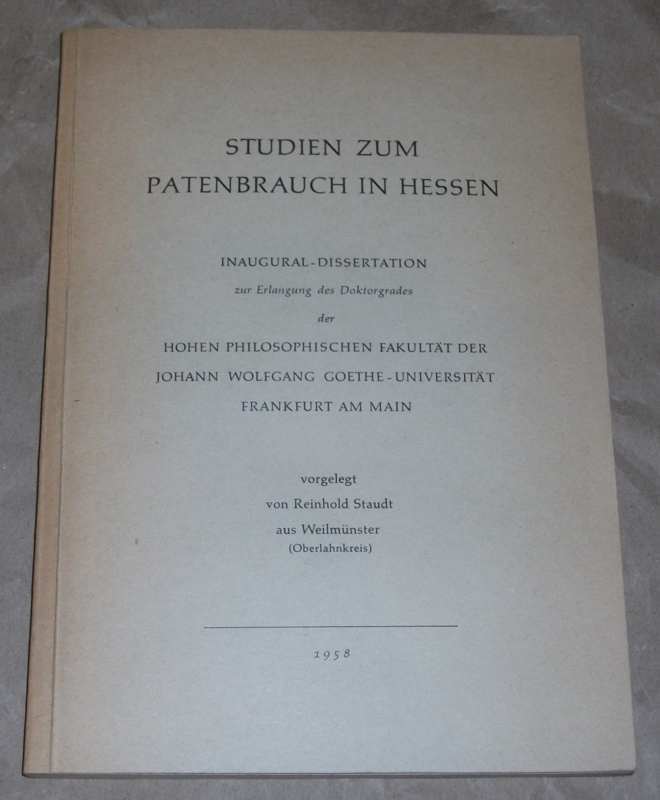 STUDIEN ZUM
PATENBRAUCH IN HESSEN
INAUGURAL-DISSERTATION
zur Erlangung des Doktorgrades
der
HOHEN PHILOSOPHISCHEN FAKULTÄT DER
JOHANN WOLFGANG GOETHE-UNIVERSITÄT
FRANKFURT AM MAIN
vorgelegt
von Reinhold Staudt
aus Weilmünster
(Oberlahnkreis)
1958